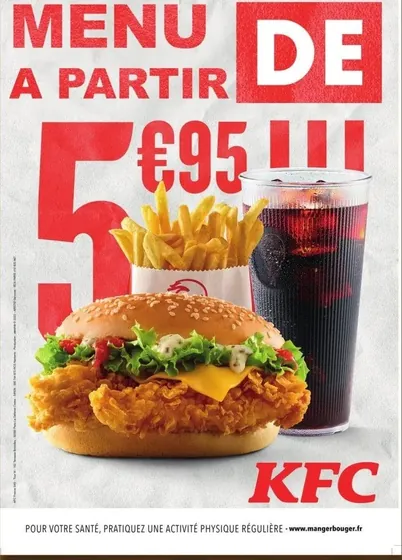 MENU
A PARTIR DE
5€95 !!!
KFC
POUR VOTRE SANTÉ, PRATIQUEZ UNE ACTIVITÉ PHYSIQUE RÉGULIÈRE - www.mangerbouger.fr